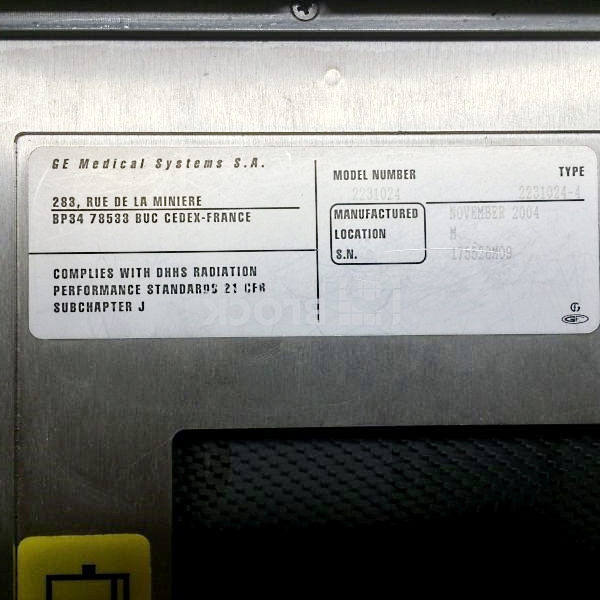 GE Medical Systems S.A.
283, RUE DE LA MINIERE
BP34 78533 BUC CEDEX-FRANCE
COMPLIES WITH DHHS RADIATION
PERFORMANCE STANDARDS 21 CFR
SUBCHAPTER J
MODEL NUMBER TYPE
2231024 2231024-4
MANUFACTURED NOVEMBER 2004
LOCATION M
S.N.
BLOCK